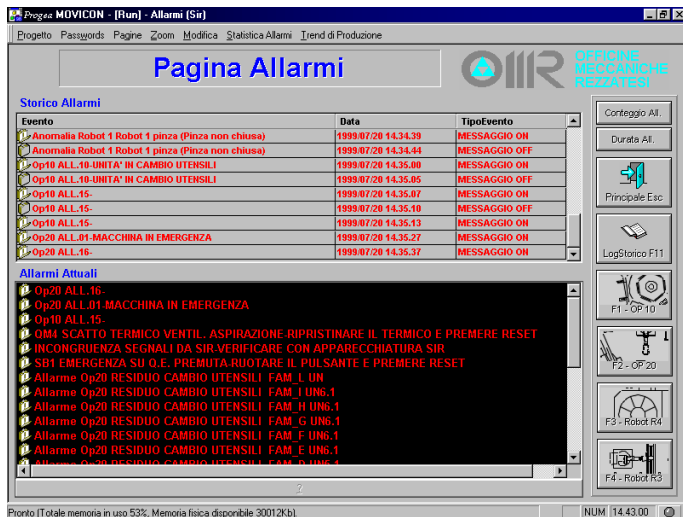 Progea MOVICON - [Run] - Allarmi (Sir)
Progetto Passwords Pagine Zoom Modifica Statistica Allarmi Trend di Produzione
Pagina Allarmi
OMR
OFFICINE
MECCANICHE
REZZATESI
Storico Allarmi
Evento Data TipoEvento
Anomalia Robot 1 Robot 1 pinza (Pinza non chiusa) 1999/07/20 14.34.39 MESSAGGIO ON
Anomalia Robot 1 Robot 1 pinza (Pinza non chiusa) 1999/07/20 14.34.44 MESSAGGIO OFF
Op10 ALL.10-UNITA' IN CAMBIO UTENSILI 1999/07/20 14.35.00 MESSAGGIO ON
Op10 ALL.10-UNITA' IN CAMBIO UTENSILI 1999/07/20 14.35.05 MESSAGGIO OFF
Op10 ALL.15- 1999/07/20 14.35.07 MESSAGGIO ON
Op10 ALL.15- 1999/07/20 14.35.10 MESSAGGIO OFF
Op10 ALL.15- 1999/07/20 14.35.13 MESSAGGIO ON
Op20 ALL.01-MACCHINA IN EMERGENZA 1999/07/20 14.35.27 MESSAGGIO ON
Op20 ALL.16- 1999/07/20 14.35.37 MESSAGGIO ON
Allarmi Attuali
Op20 ALL.16-
Op20 ALL.01-MACCHINA IN EMERGENZA
Op10 ALL.15-
QM4 SCATTO TERMICO VENTIL. ASPIRAZIONE-RIPRISTINARE IL TERMICO E PREMERE RESET
INCONGRUENZA SEGNALI DA SIR-VERIFICARE CON APPARECCHIATURA SIR
SB1 EMERGENZA SU Q.E. PREMUTA-RUOTARE IL PULSANTE E PREMERE RESET
Allarme Op20 RESIDUO CAMBIO UTENSILI FAM_L UN
Allarme Op20 RESIDUO CAMBIO UTENSILI FAM_I UN6.1
Allarme Op20 RESIDUO CAMBIO UTENSILI FAM_H UN6.1
Allarme Op20 RESIDUO CAMBIO UTENSILI FAM_G UN6.1
Allarme Op20 RESIDUO CAMBIO UTENSILI FAM_F UN6.1
Allarme Op20 RESIDUO CAMBIO UTENSILI FAM_E UN6.1
Allarme Op20 RESIDUO CAMBIO UTENSILI FAM_D UN6.1
?
Conteggio All.
Durata All.
Principale Esc
LogStorico F11
F1 - OP 10
F2 - OP 20
F3 - Robot R4
F4 - Robot R3
Pronto (Totale memoria in uso 53%, Memoria fisica disponibile 30012Kb). NUM 14.43.00